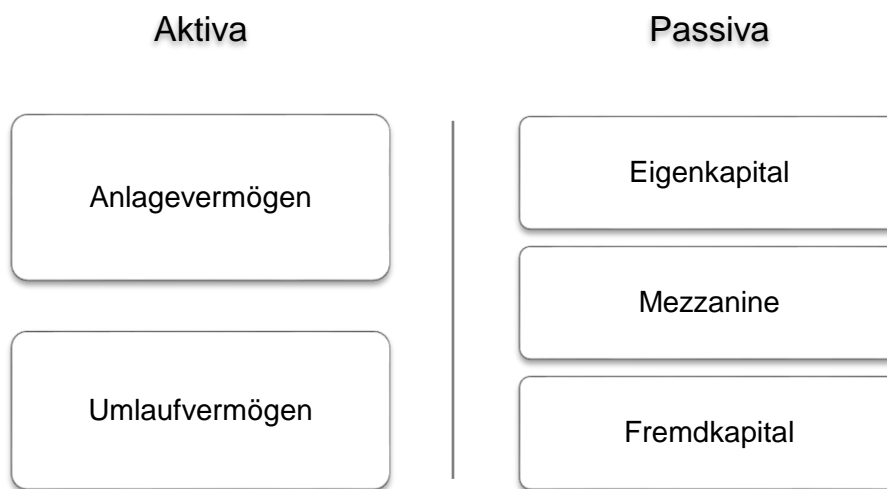 Aktiva
Passiva
Anlagevermögen
Umlaufvermögen
Eigenkapital
Mezzanine
Fremdkapital